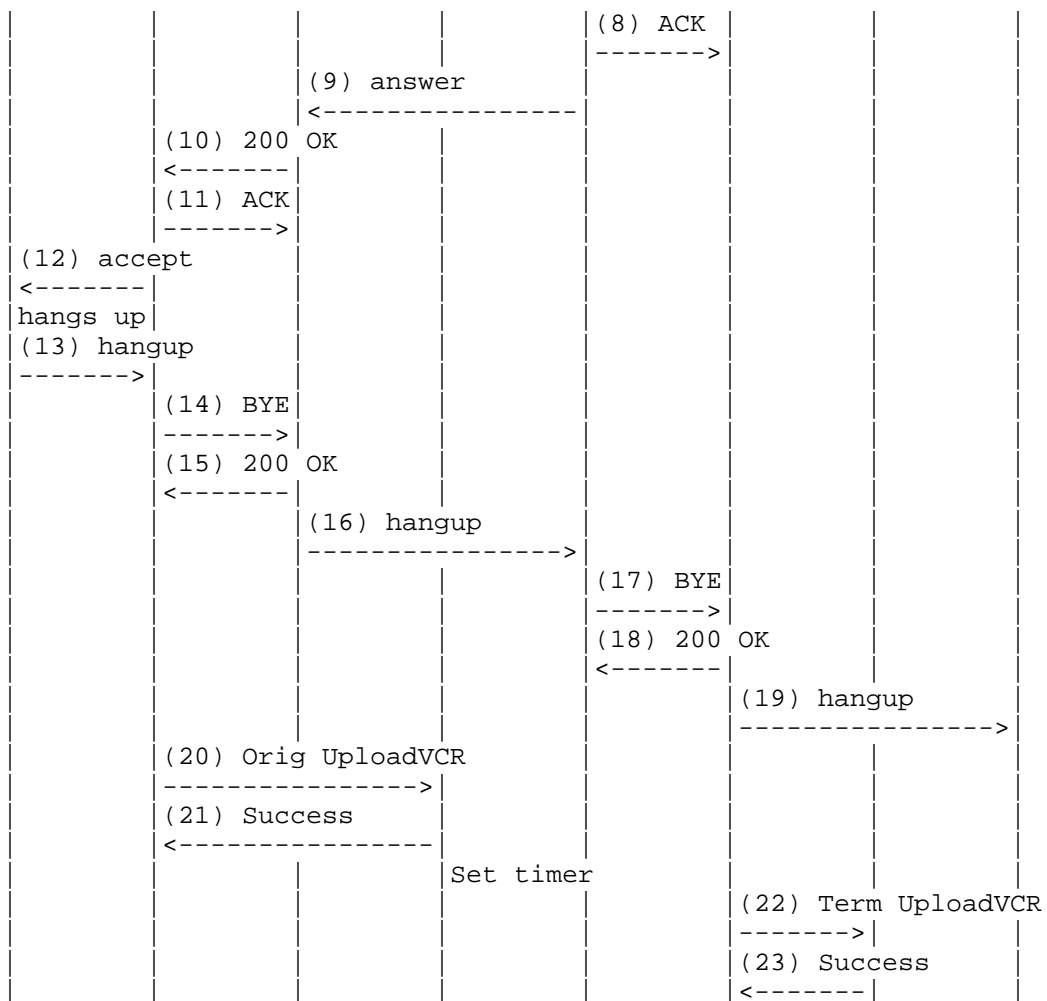 (8) ACK
------->
(9) answer
<----------------
(10) 200 OK
<-------
(11) ACK
------->
(12) accept
<-------
hangs up
(13) hangup
------->
(14) BYE
------->
(15) 200 OK
<-------
(16) hangup
---------------->
(17) BYE
------->
(18) 200 OK
<-------
(19) hangup
---------------->
(20) Orig UploadVCR
---------------->
(21) Success
<----------------
Set timer
(22) Term UploadVCR
------->
(23) Success
<-------